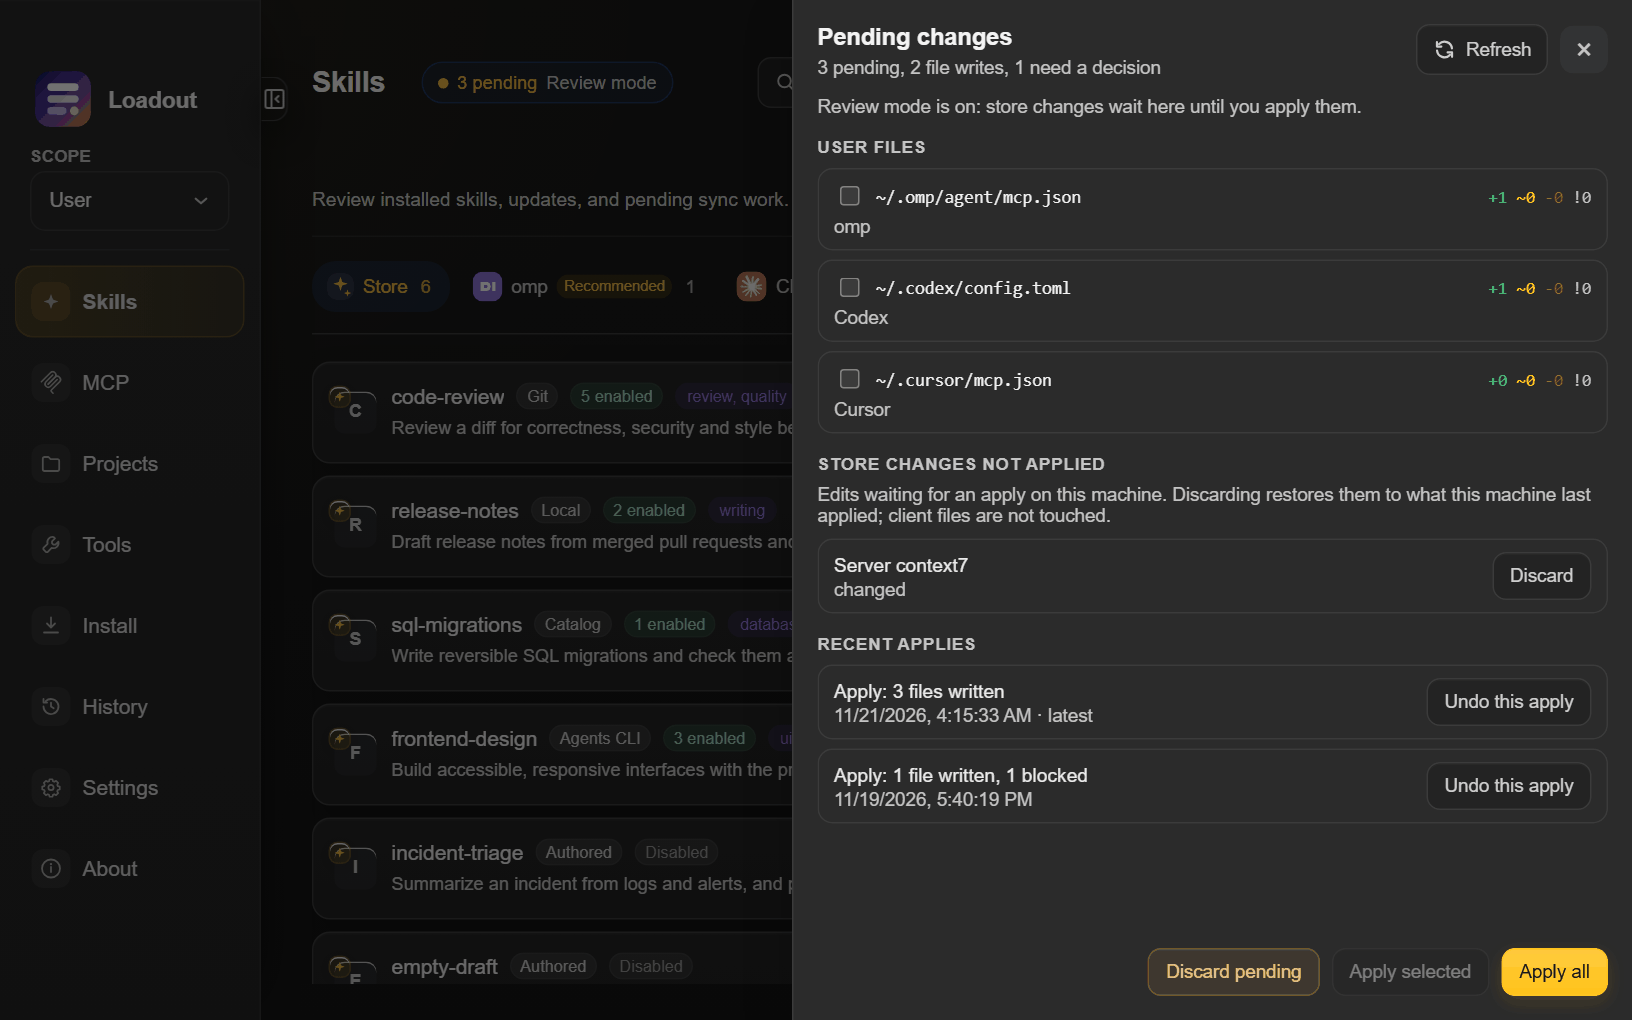 Loadout
SCOPE
User
Skills
MCP
Projects
Tools
Install
History
Settings
About
Skills
3 pending Review mode
Review installed skills, updates, and pending sync work.
Store 6
DI omp Recommended 1
C code-review Git 5 enabled review, quality
Review a diff for correctness, security and style
R release-notes Local 2 enabled writing
Draft release notes from merged pull requests
S sql-migrations Catalog 1 enabled
Write reversible SQL migrations and check them
F frontend-design Agents CLI 3 enabled
Build accessible, responsive interfaces with the
I incident-triage Authored Disabled
Summarize an incident from logs and alerts, and
empty-draft Authored Disabled
Pending changes
3 pending, 2 file writes, 1 need a decision
Refresh
Review mode is on: store changes wait here until you apply them.
USER FILES
~/.omp/agent/mcp.json +1 ~0 -0 !0
omp
~/.codex/config.toml +1 ~0 -0 !0
Codex
~/.cursor/mcp.json +0 ~0 -0 !0
Cursor
STORE CHANGES NOT APPLIED
Edits waiting for an apply on this machine. Discarding restores them to what this machine last
applied; client files are not touched.
Server context7
changed
Discard
RECENT APPLIES
Apply: 3 files written
11/21/2026, 4:15:33 AM · latest
Undo this apply
Apply: 1 file written, 1 blocked
11/19/2026, 5:40:19 PM
Undo this apply
Discard pending
Apply selected
Apply all